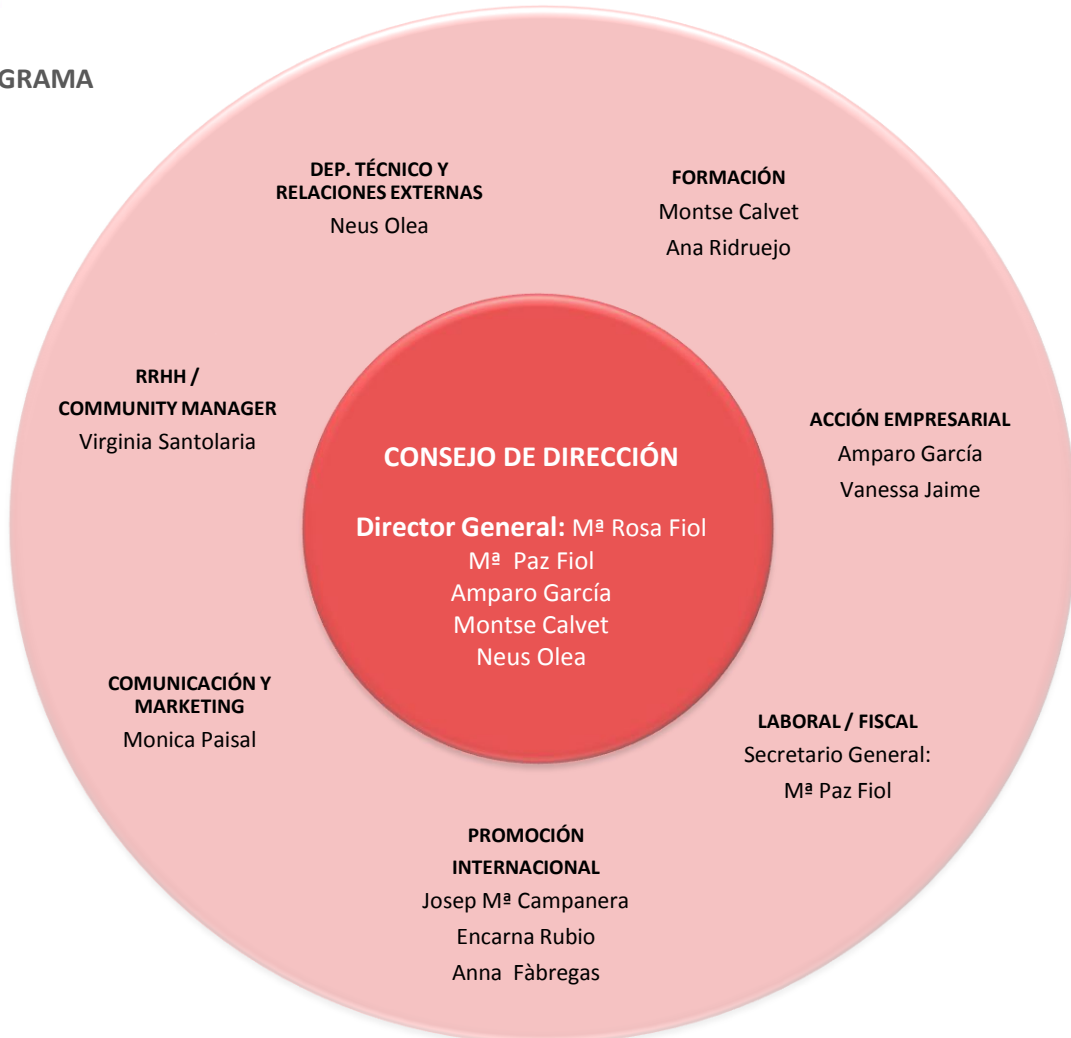 GRAMA
DEP. TÉCNICO Y
RELACIONES EXTERNAS
Neus Olea
FORMACIÓN
Montse Calvet
Ana Ridruejo
RRHH /
COMMUNITY MANAGER
Virginia Santolaria
ACCIÓN EMPRESARIAL
Amparo García
Vanessa Jaime
CONSEJO DE DIRECCIÓN
Director General: Mª Rosa Fiol
Mª Paz Fiol
Amparo García
Montse Calvet
Neus Olea
COMUNICACIÓN Y
MARKETING
Monica Paisal
LABORAL / FISCAL
Secretario General:
Mª Paz Fiol
PROMOCIÓN
INTERNACIONAL
Josep Mª Campanera
Encarna Rubio
Anna Fàbregas